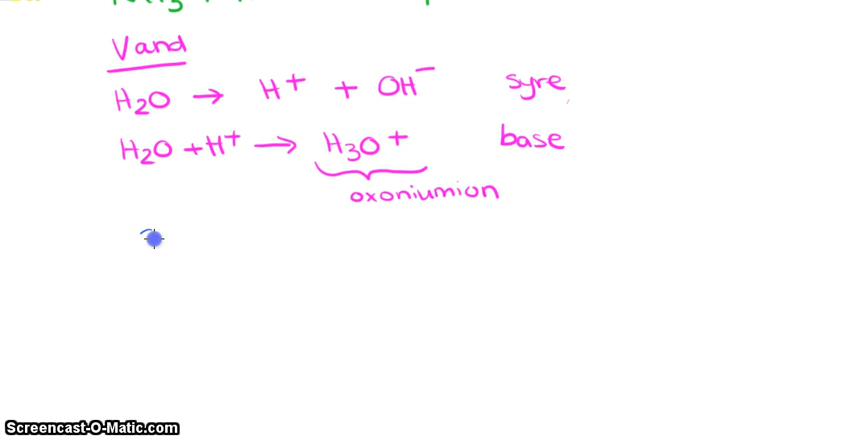 Vand
H₂O → H⁺ + OH⁻ syre
H₂O + H⁺ → H₃O⁺ base
oxoniumion
Screencast-O-Matic.com